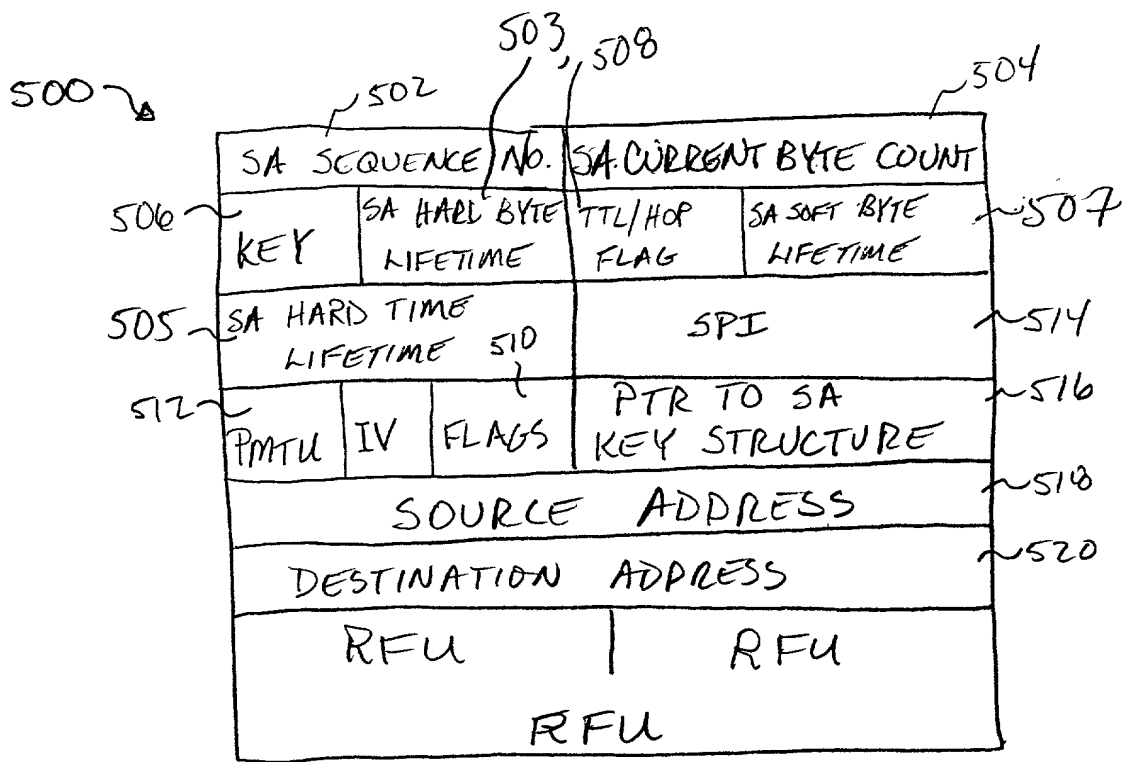 503, 508
500 502 504
SA SEQUENCE NO. SA CURRENT BYTE COUNT
506 KEY SA HARD BYTE LIFETIME TTL/HOP FLAG SA SOFT BYTE LIFETIME 507
505 SA HARD TIME LIFETIME SPI 514
510
512 PMTU IV FLAGS PTR TO SA KEY STRUCTURE 516
SOURCE ADDRESS 518
DESTINATION ADDRESS 520
RFU RFU
RFU